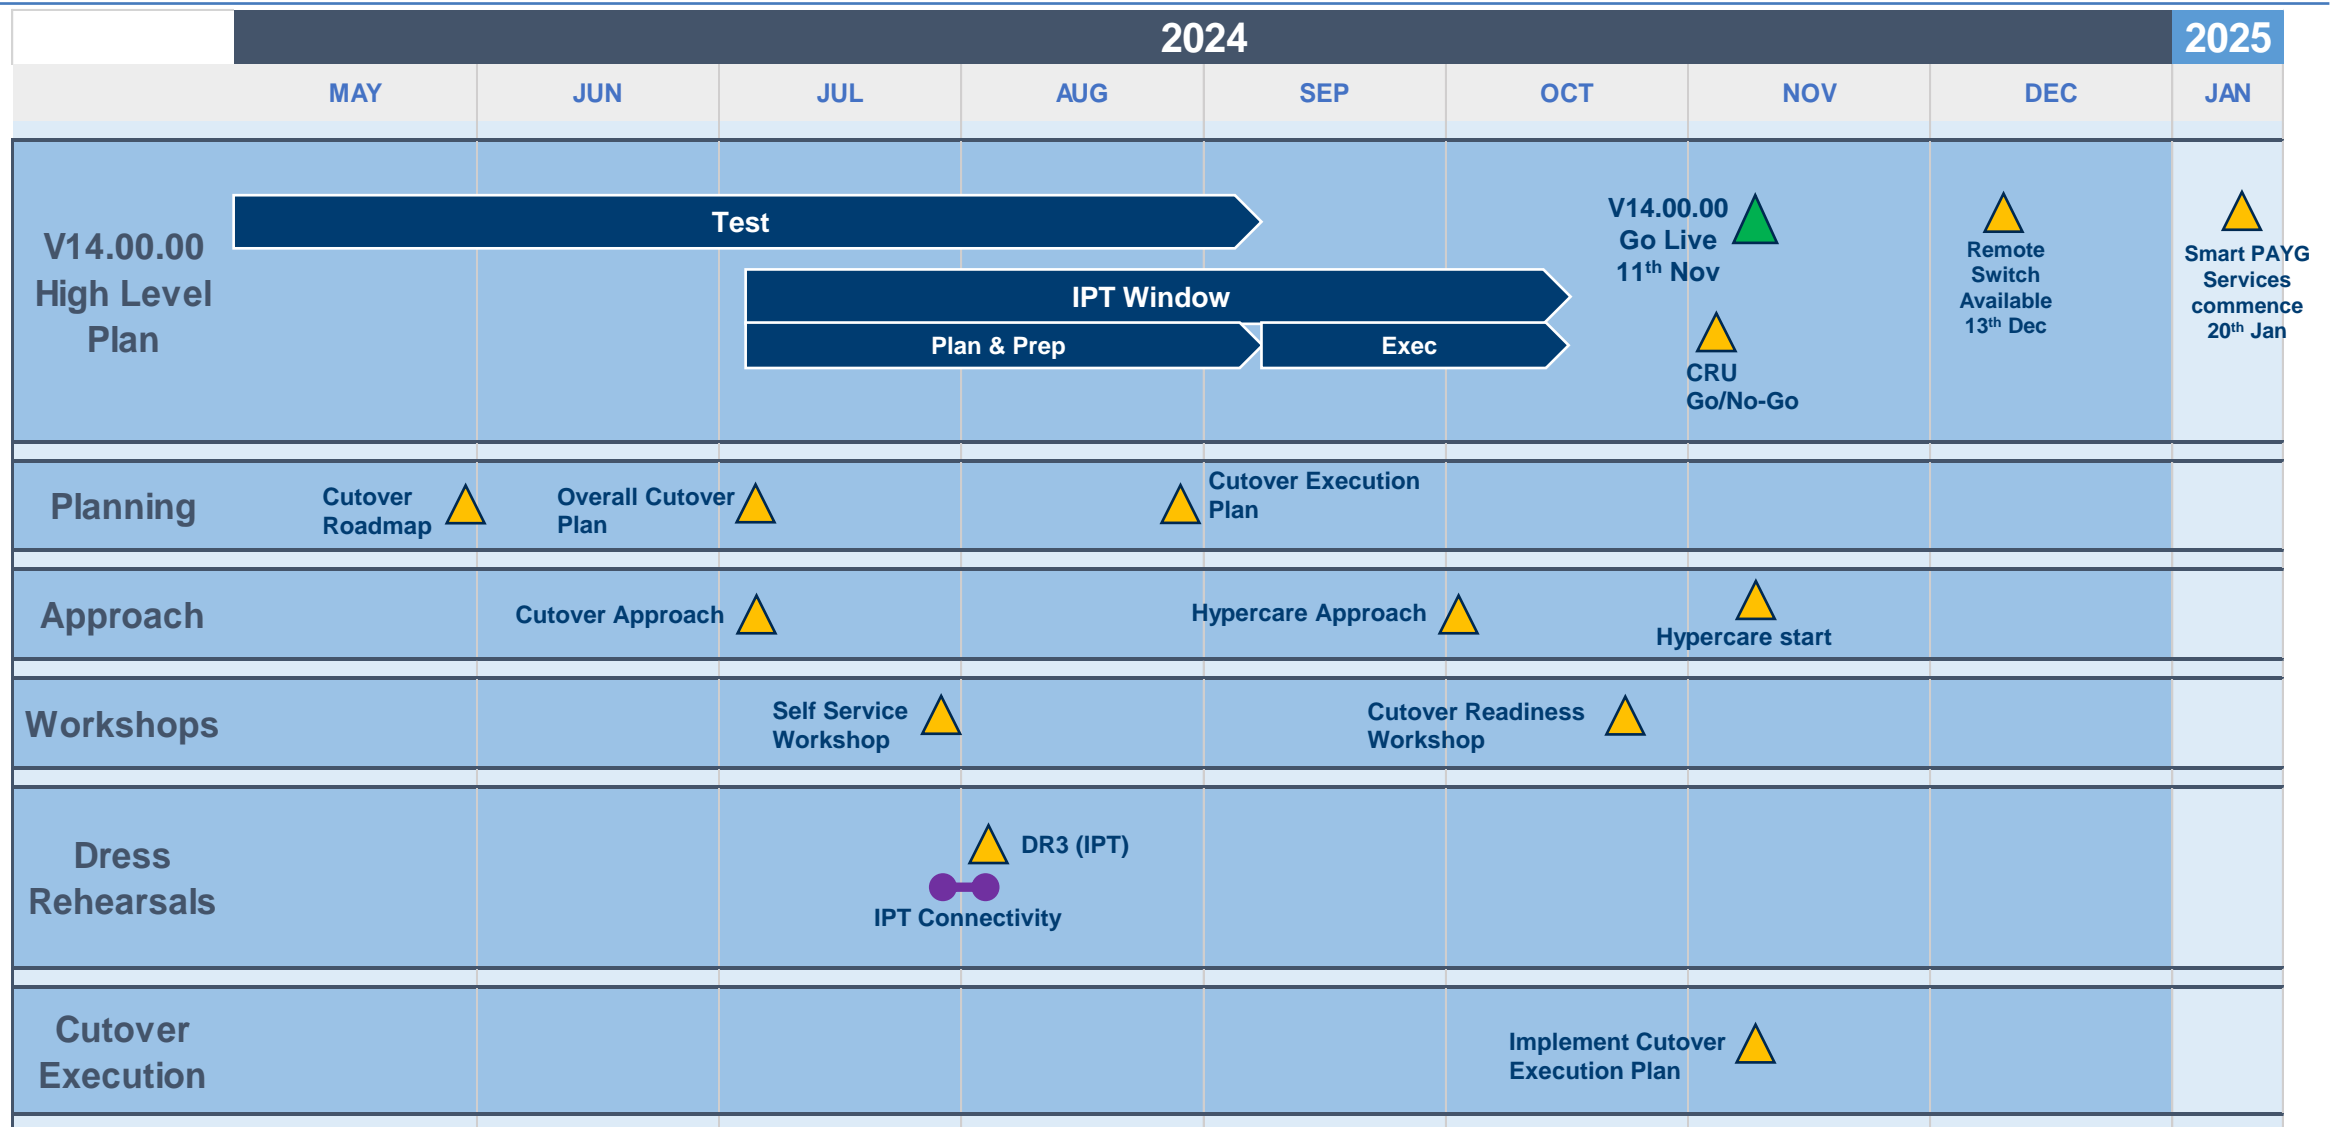 2024
2025
MAY
JUN
JUL
AUG
SEP
OCT
NOV
DEC
JAN
V14.00.00
High Level
Plan
Test
IPT Window
Plan & Prep
Exec
V14.00.00
Go Live
11th Nov
CRU
Go/No-Go
Remote
Switch
Available
13th Dec
Smart PAYG
Services
commence
20th Jan
Planning
Cutover
Roadmap
Overall Cutover
Plan
Cutover Execution
Plan
Approach
Cutover Approach
Hypercare Approach
Hypercare start
Workshops
Self Service
Workshop
Cutover Readiness
Workshop
Dress
Rehearsals
DR3 (IPT)
IPT Connectivity
Cutover
Execution
Implement Cutover
Execution Plan